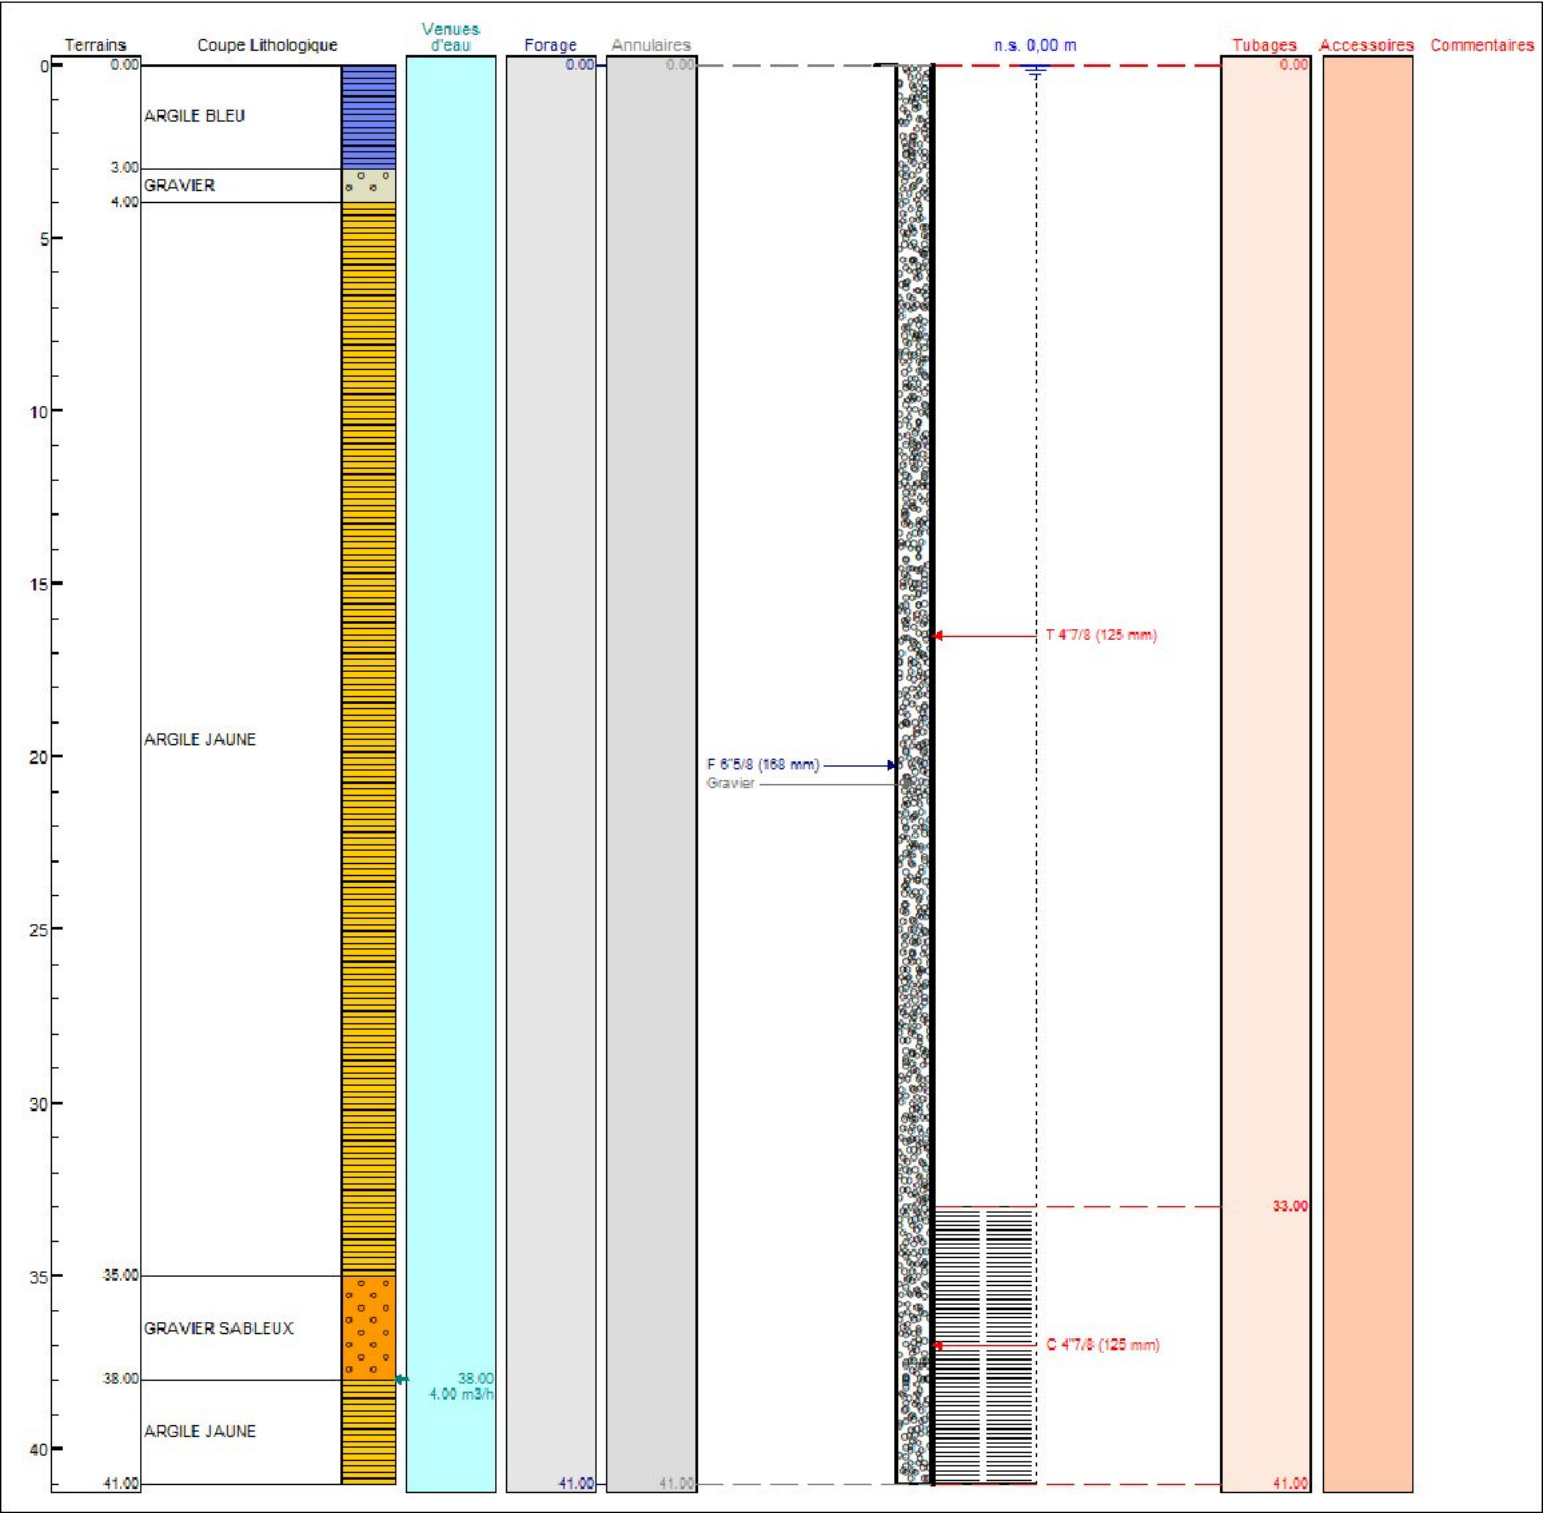 Terrains
Coupe Lithologique
Venues
d'eau
Forage
Annulaires
n.s. 0,00 m
Tubages
Accessoires
Commentaires
0
0.00
0.00
0.00
0.00
ARGILE BLEU
3.00
GRAVIER
4.00
5
10
15
T 4"7/8 (125 mm)
ARGILE JAUNE
20
F 6"5/8 (168 mm)
Gravier
25
30
33.00
35
35.00
GRAVIER SABLEUX
C 4"7/8 (125 mm)
38.00
38.00
4.00 m3/h
ARGILE JAUNE
40
41.00
41.00
41.00
41.00